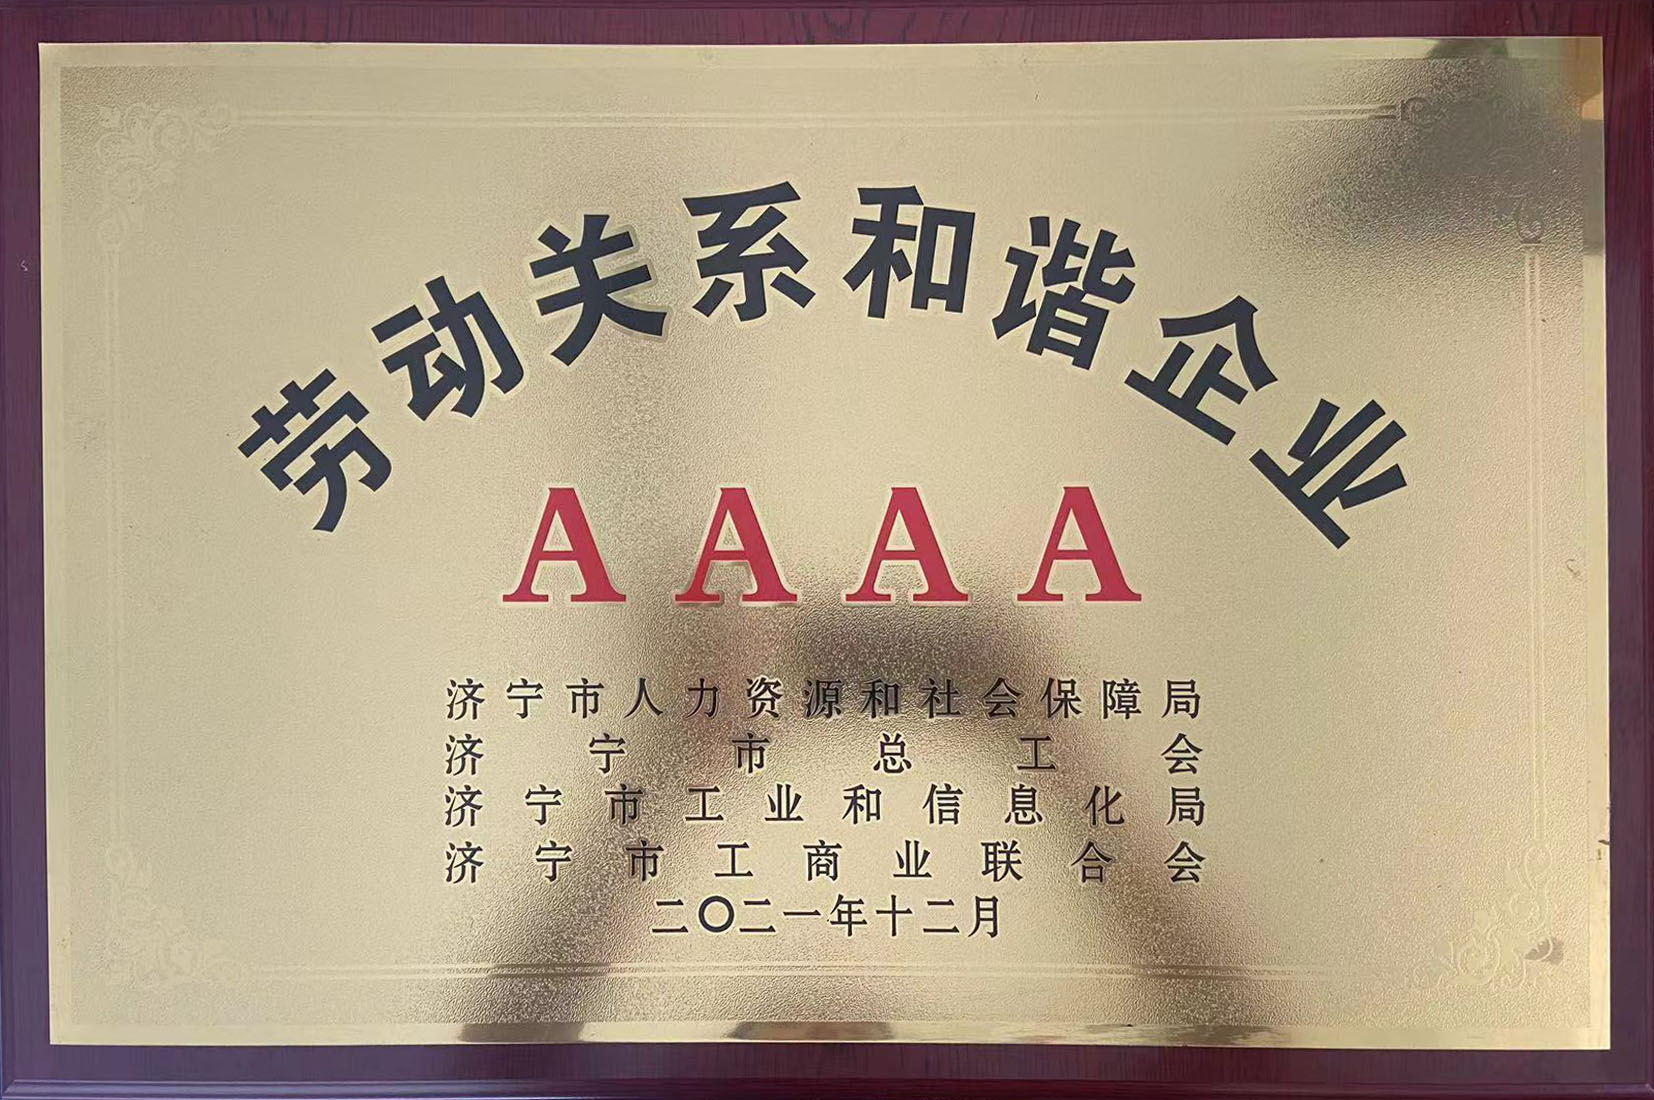 劳动关系和谐企业
AAAA
济宁市人力资源和社会保障局
济宁市总工会
济宁市工业和信息化局
济宁市工商业联合会
二〇二一年十二月